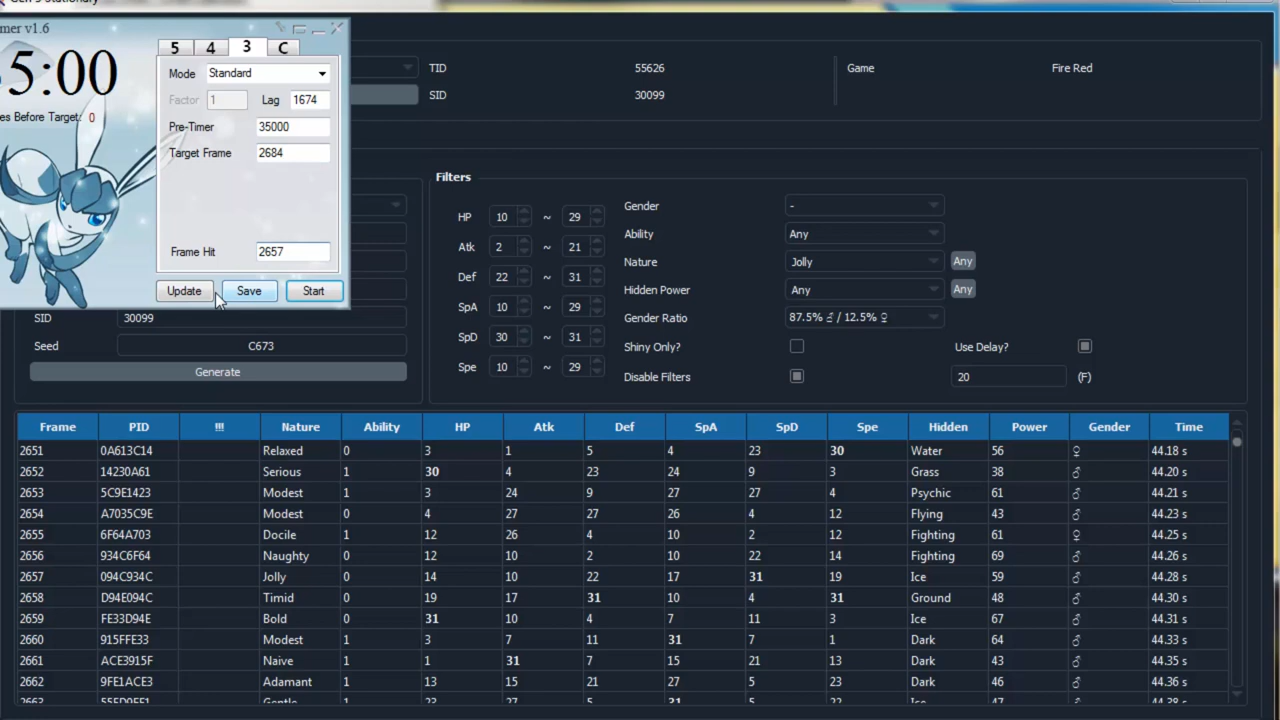 Gen 3 Stationary
mer v1.6
5:00
es Before Target: 0
5 4 3 C
Mode Standard
Factor 1 Lag 1674
Pre-Timer 35000
Target Frame 2684
Frame Hit 2657
Update Save Start
TID 55626 Game Fire Red
SID 30099
Filters
HP 10 ~ 29 Gender -
Atk 2 ~ 21 Ability Any
Def 22 ~ 31 Nature Jolly Any
SpA 10 ~ 29 Hidden Power Any Any
SID 30099 SpD 30 ~ 31 Gender Ratio 87.5% ♂ / 12.5% ♀
Seed C673 Shiny Only? Use Delay?
Generate Spe 10 ~ 29 Disable Filters 20 (F)
Frame PID !!! Nature Ability HP Atk Def SpA SpD Spe Hidden Power Gender Time
2651 0A613C14 Relaxed 0 3 1 5 4 23 30 Water 56 ♀ 44.18 s
2652 14230A61 Serious 1 30 4 23 24 9 3 Grass 38 ♂ 44.20 s
2653 5C9E1423 Modest 1 3 24 9 27 27 4 Psychic 61 ♂ 44.21 s
2654 A7035C9E Modest 0 4 27 27 26 4 12 Flying 43 ♂ 44.23 s
2655 6F64A703 Docile 1 12 26 4 10 2 12 Fighting 61 ♀ 44.25 s
2656 934C6F64 Naughty 0 12 10 2 10 22 14 Fighting 69 ♂ 44.26 s
2657 094C934C Jolly 0 14 10 22 17 31 19 Ice 59 ♂ 44.28 s
2658 D94E094C Timid 0 19 17 31 10 4 31 Ground 48 ♂ 44.30 s
2659 FE33D94E Bold 0 31 10 4 7 11 3 Ice 67 ♂ 44.31 s
2660 915FFE33 Modest 1 3 7 11 31 7 1 Dark 64 ♂ 44.33 s
2661 ACE3915F Naive 1 1 31 7 15 21 13 Dark 43 ♂ 44.35 s
2662 9FE1ACE3 Adamant 1 13 15 21 27 5 23 Dark 46 ♂ 44.36 s
2663 55FD9FE1 Gentle 1 23 27 5 31 5 22 Ice 47 ♂ 44.38 s